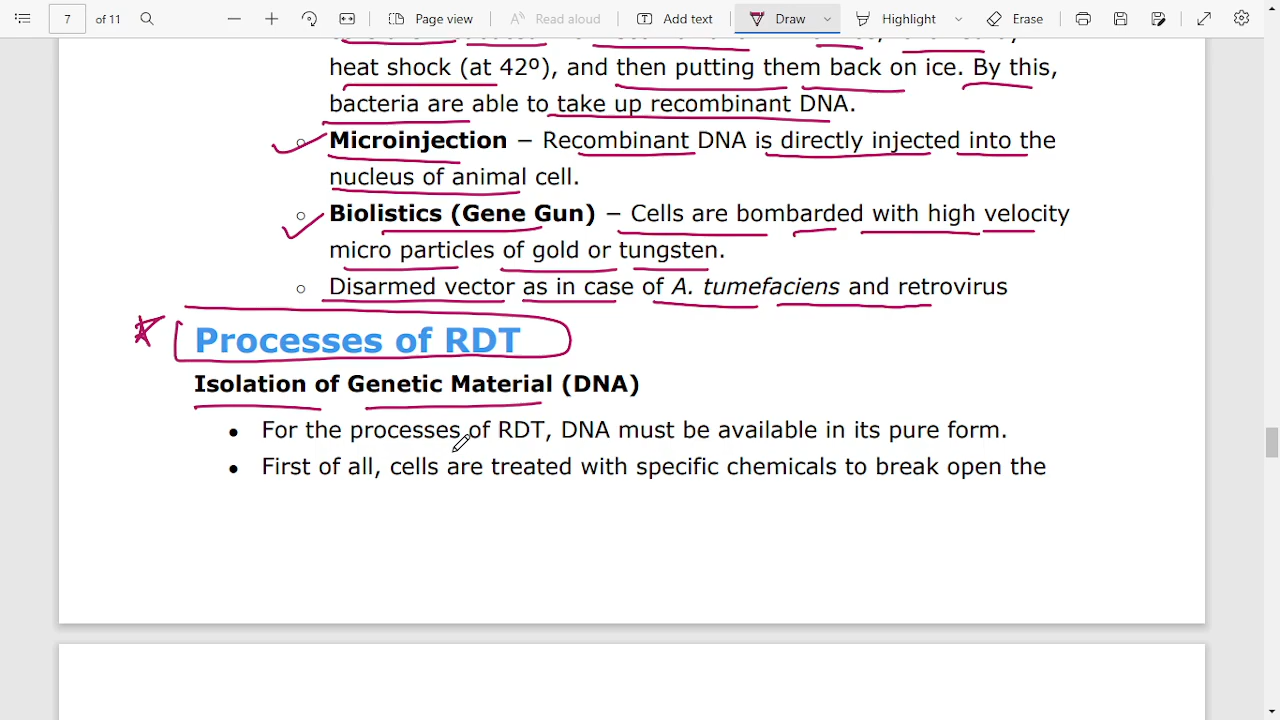 7 of 11 Page view Read aloud Add text Draw Highlight Erase
heat shock (at 42º), and then putting them back on ice. By this,
bacteria are able to take up recombinant DNA.
Microinjection − Recombinant DNA is directly injected into the
nucleus of animal cell.
Biolistics (Gene Gun) − Cells are bombarded with high velocity
micro particles of gold or tungsten.
Disarmed vector as in case of A. tumefaciens and retrovirus
Processes of RDT
Isolation of Genetic Material (DNA)
For the processes of RDT, DNA must be available in its pure form.
First of all, cells are treated with specific chemicals to break open the